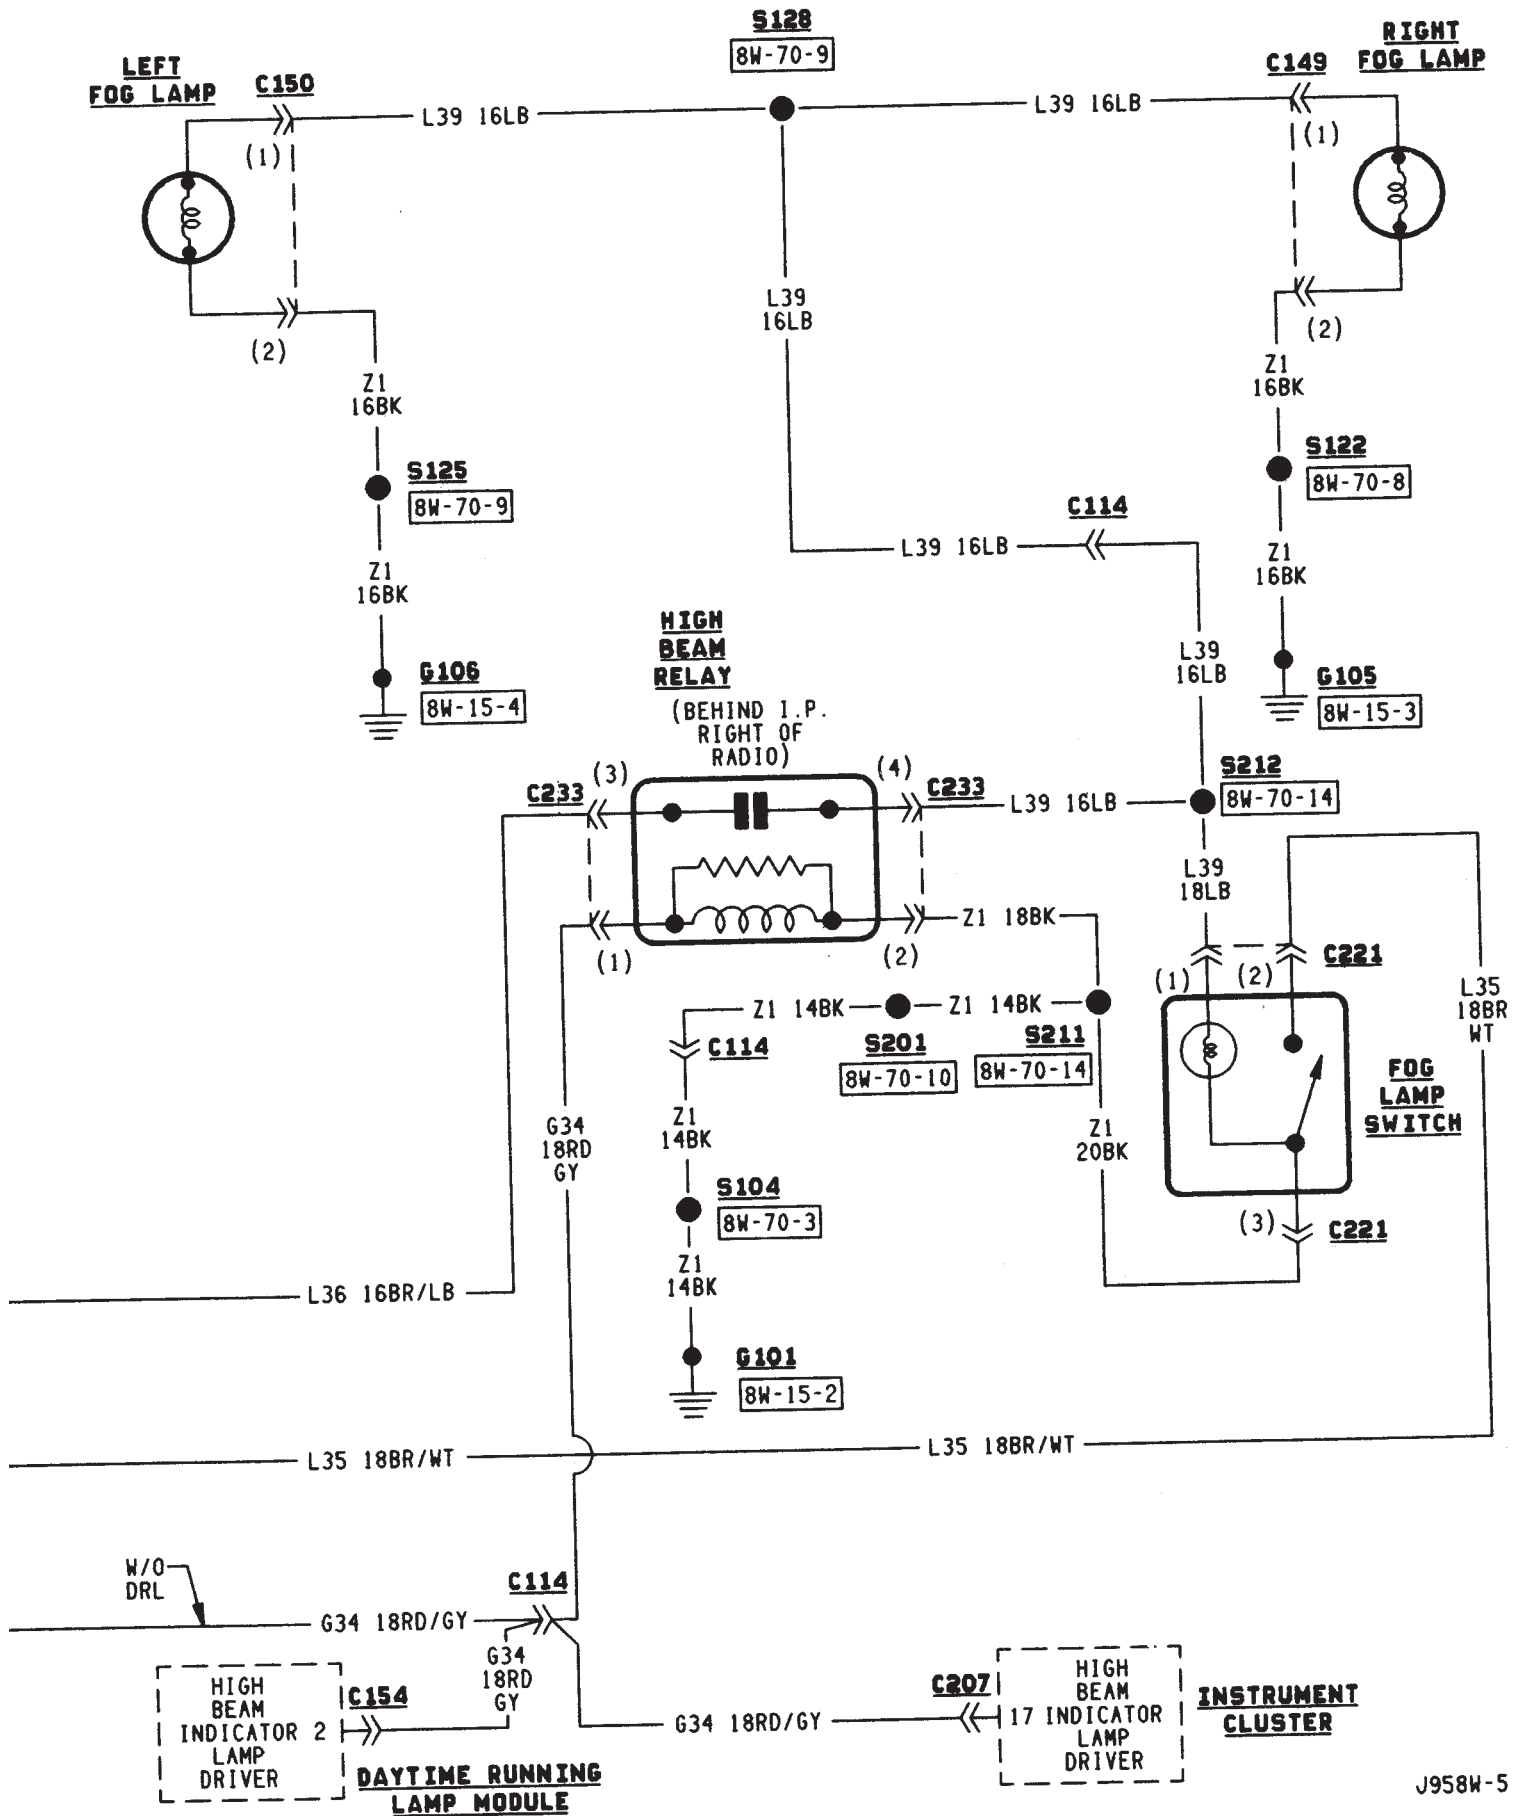 S128
8W-70-9
LEFT
FOG LAMP
C150
RIGHT
FOG LAMP
C149
L39 16LB
L39 16LB
(1)
(1)
(2)
(2)
L39
16LB
Z1
16BK
Z1
16BK
S125
8W-70-9
S122
8W-70-8
C114
L39 16LB
Z1
16BK
Z1
16BK
G106
8W-15-4
G105
8W-15-3
HIGH
BEAM
RELAY
(BEHIND I.P.
RIGHT OF
RADIO)
L39
16LB
S212
8W-70-14
C233
(3)
(4)
C233
L39 16LB
L39
18LB
(1)
(2)
Z1 18BK
(1)
(2)
C221
L35
18BR
WT
Z1 14BK
Z1 14BK
C114
S201
8W-70-10
S211
8W-70-14
FOG
LAMP
SWITCH
G34
18RD
GY
Z1
14BK
Z1
20BK
S104
8W-70-3
(3)
C221
Z1
14BK
L36 16BR/LB
G101
8W-15-2
L35 18BR/WT
L35 18BR/WT
W/O
DRL
C114
G34 18RD/GY
G34
18RD
GY
HIGH
BEAM
INDICATOR 2
LAMP
DRIVER
C154
DAYTIME RUNNING
LAMP MODULE
G34 18RD/GY
C207
HIGH
BEAM
17 INDICATOR
LAMP
DRIVER
INSTRUMENT
CLUSTER
J958W-5